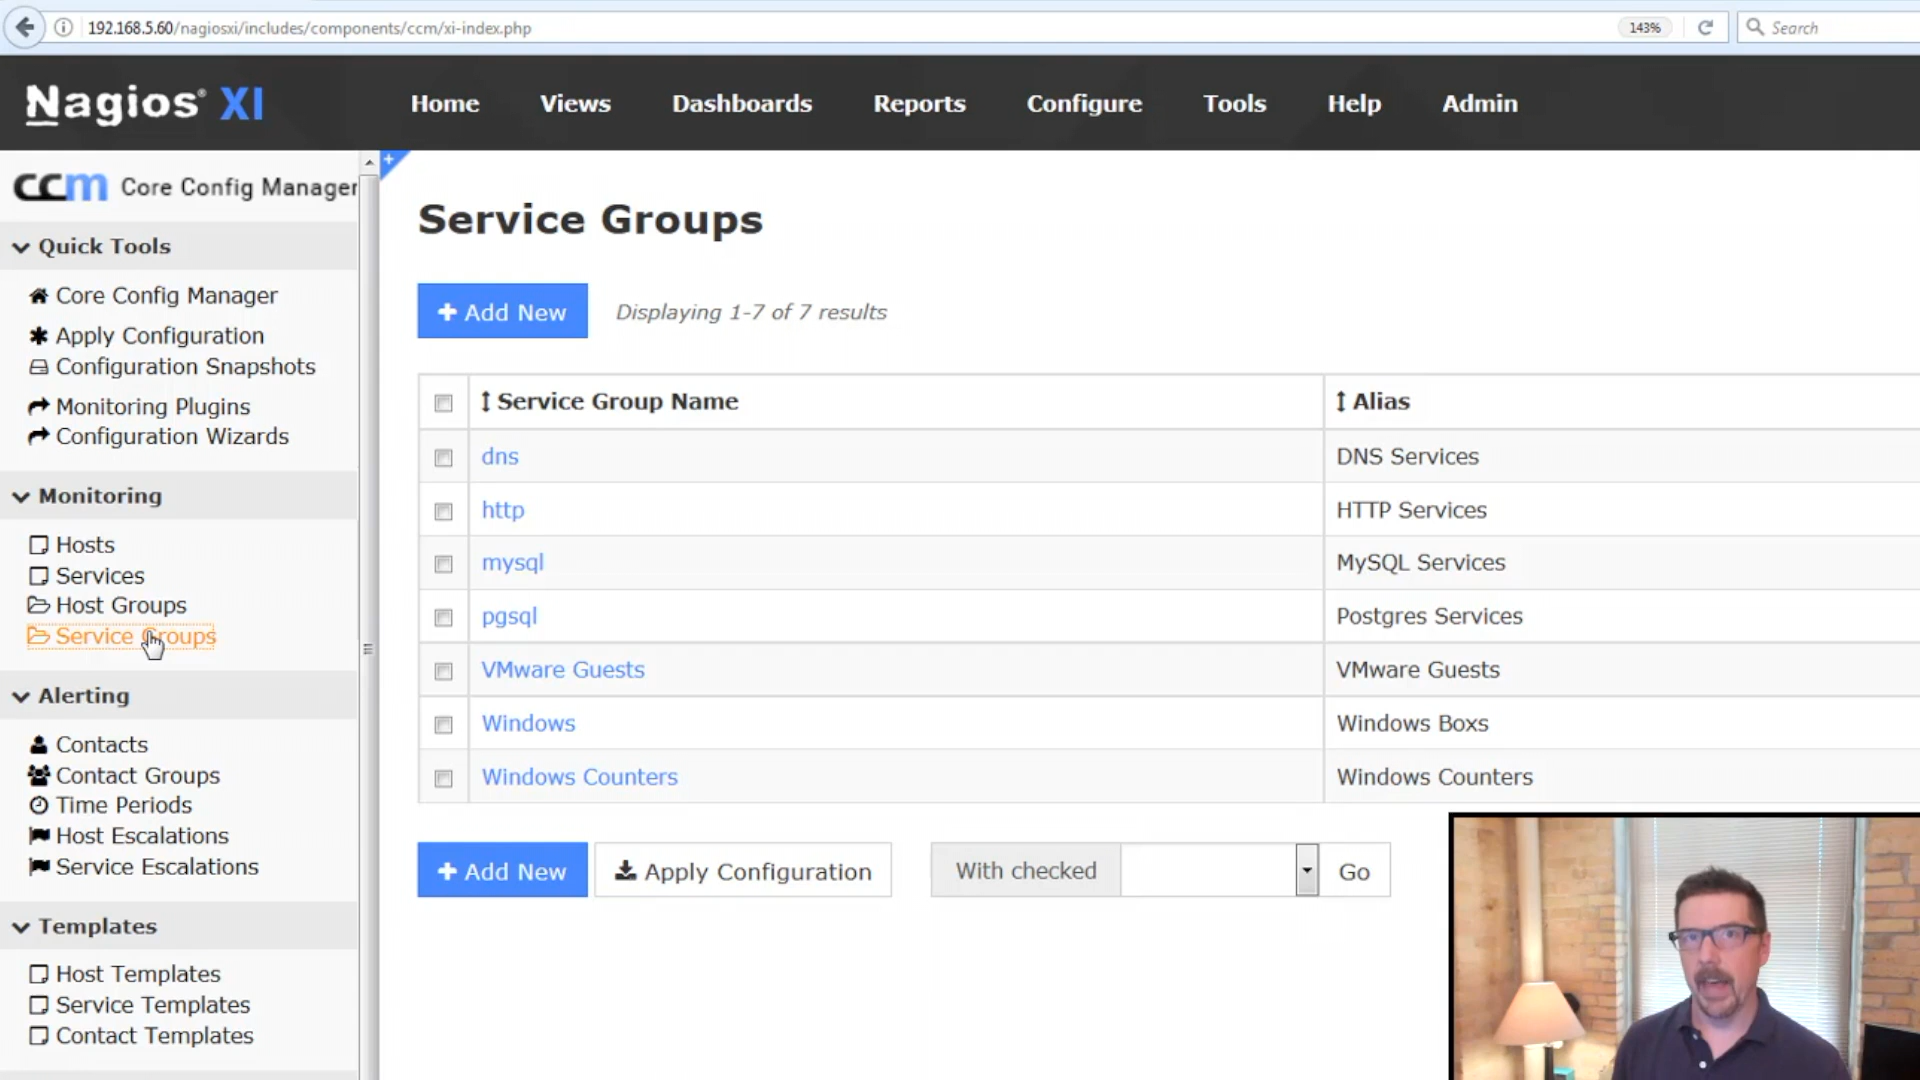 192.168.5.60/nagiosxi/includes/components/ccm/xi-index.php
143%
Search
Nagios® XI
Home
Views
Dashboards
Reports
Configure
Tools
Help
Admin
ccm Core Config Manager
Quick Tools
Core Config Manager
Apply Configuration
Configuration Snapshots
Monitoring Plugins
Configuration Wizards
Monitoring
Hosts
Services
Host Groups
Service Groups
Alerting
Contacts
Contact Groups
Time Periods
Host Escalations
Service Escalations
Templates
Host Templates
Service Templates
Contact Templates
Service Groups
+ Add New
Displaying 1-7 of 7 results
Service Group Name Alias
dns DNS Services
http HTTP Services
mysql MySQL Services
pgsql Postgres Services
VMware Guests VMware Guests
Windows Windows Boxs
Windows Counters Windows Counters
+ Add New
Apply Configuration
With checked
Go